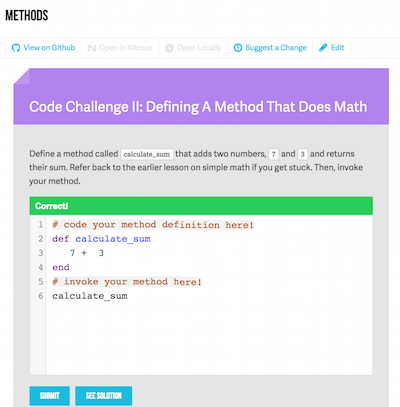 METHODS
View on Github Open in Nitrous Open Locally Suggest a Change Edit
Code Challenge II: Defining A Method That Does Math
Define a method called calculate_sum that adds two numbers, 7 and 3 and returns
their sum. Refer back to the earlier lesson on simple math if you get stuck. Then, invoke
your method.
Correct!
1 # code your method definition here!
2 def calculate_sum
3 7 + 3
4 end
5 # invoke your method here!
6 calculate_sum
SUBMIT SEE SOLUTION